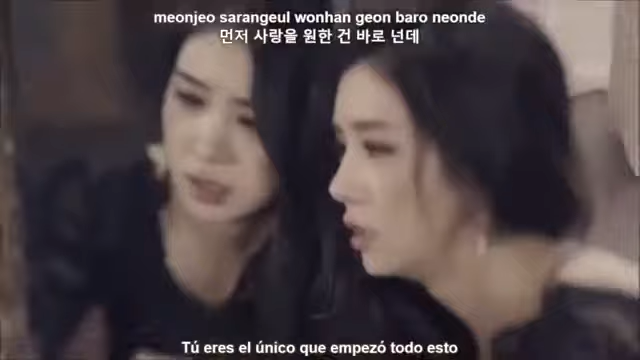 meonjeo sarangeul wonhan geon baro neonde
먼저 사랑을 원한 건 바로 넌데
Tú eres el único que empezó todo esto